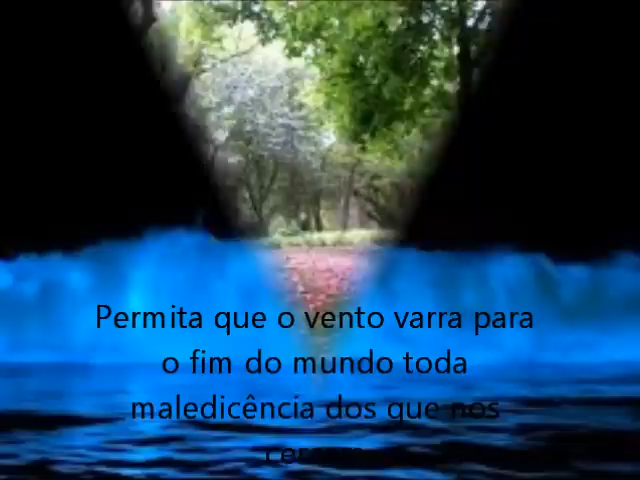 Permita que o vento varra para
o fim do mundo toda
maledicência dos que nos